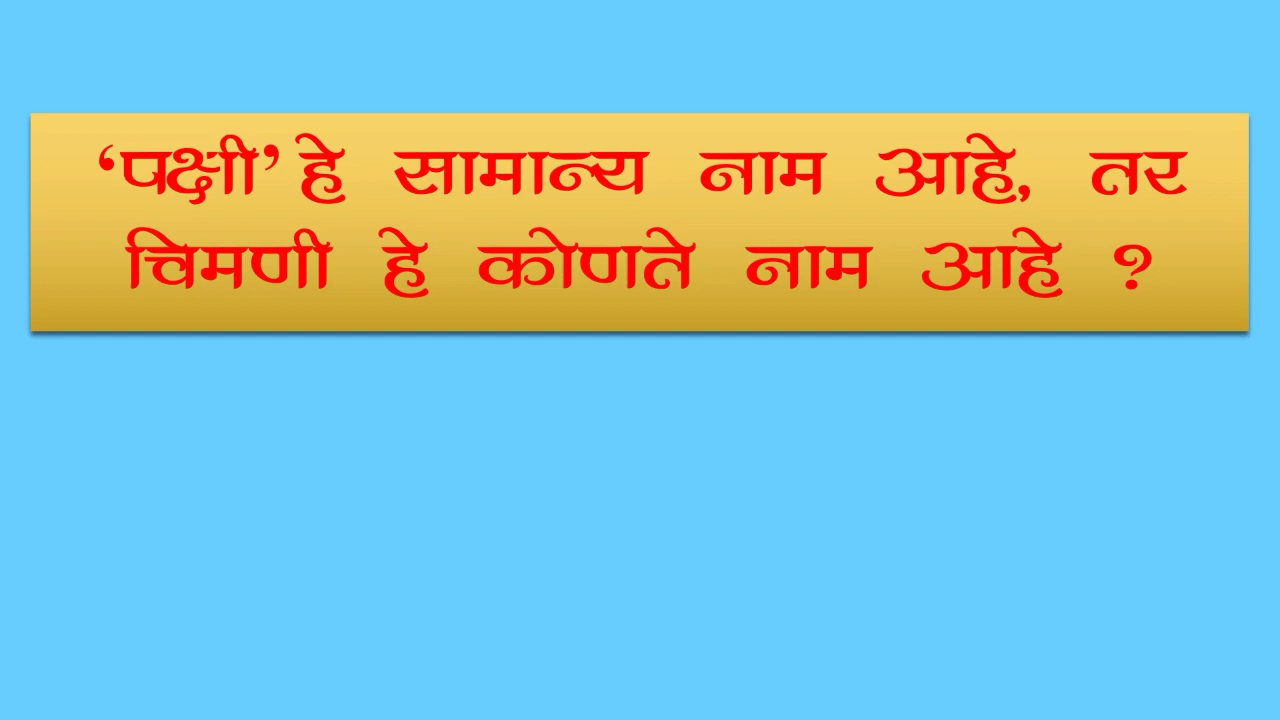 ‘पक्षी’ हे सामान्य नाम आहे, तर
चिमणी हे कोणते नाम आहे ?